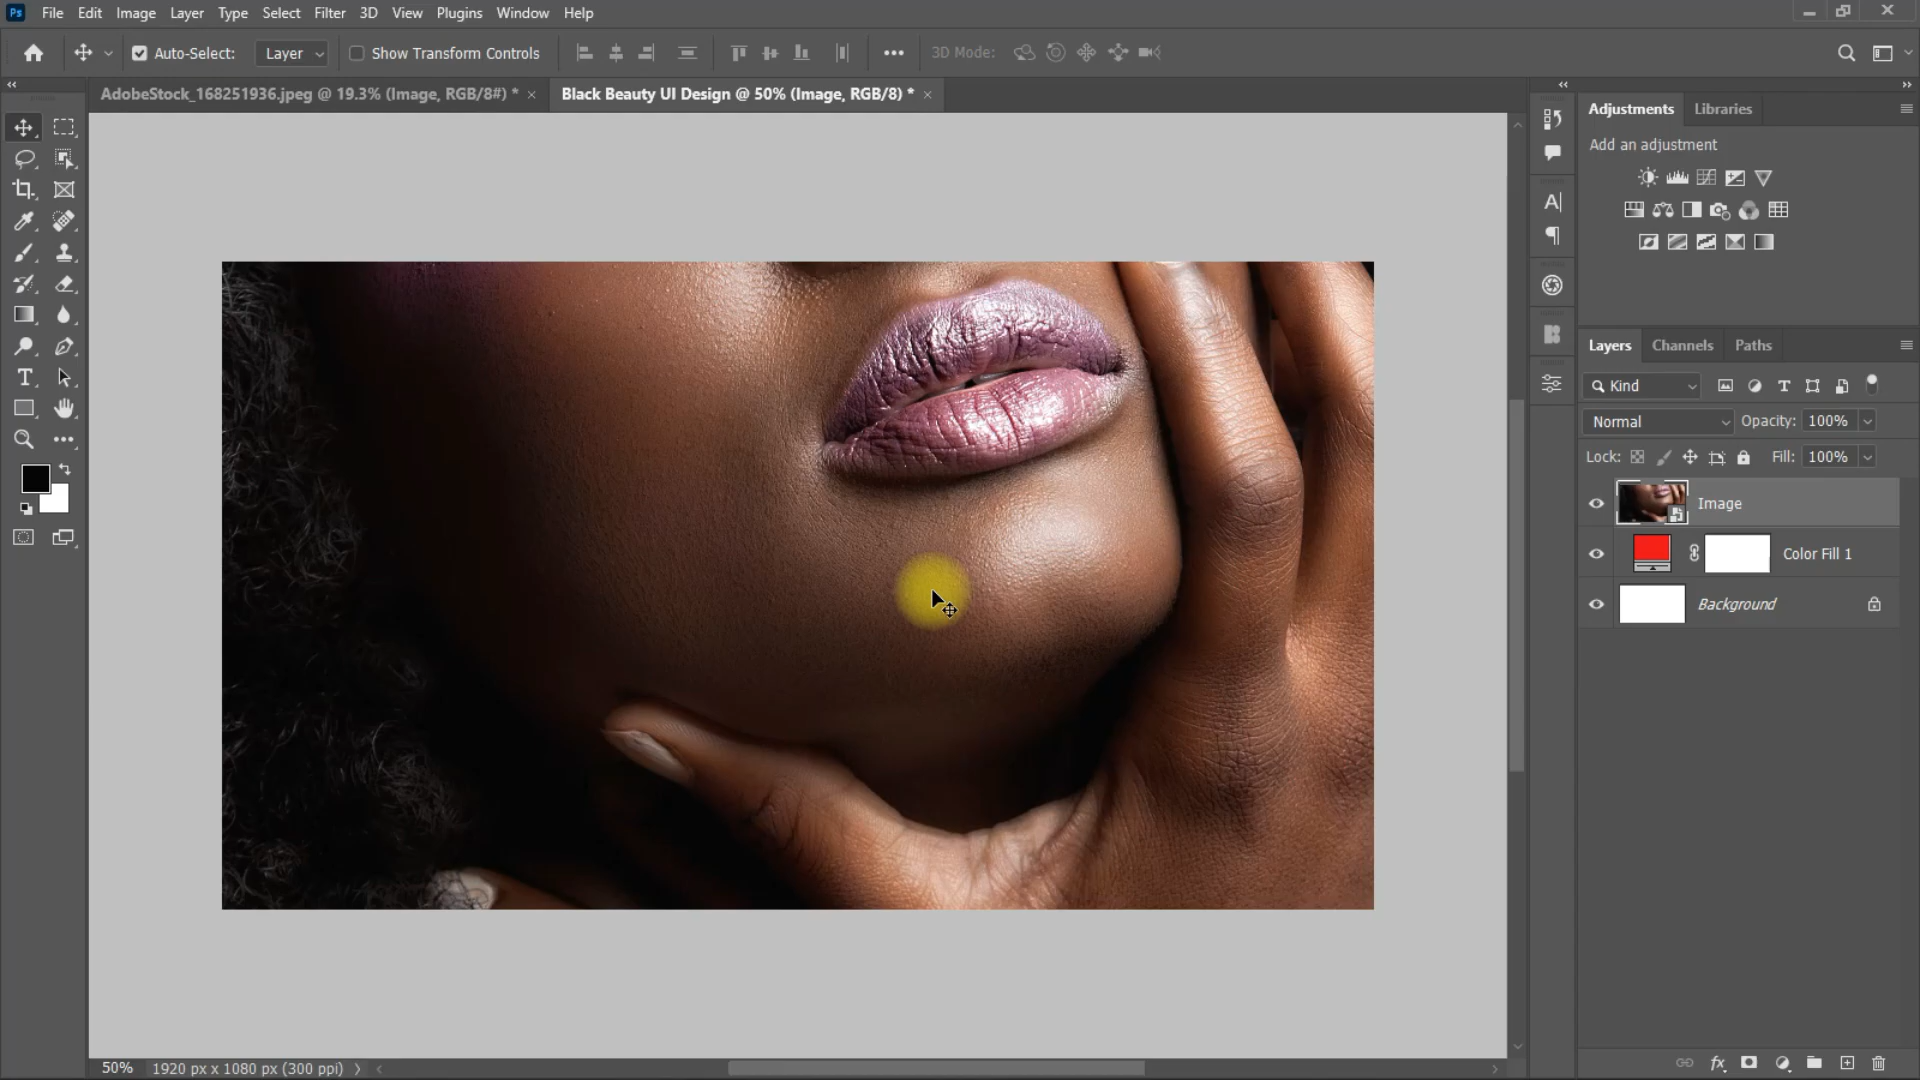 Ps File Edit Image Layer Type Select Filter 3D View Plugins Window Help
Auto-Select: Layer Show Transform Controls 3D Mode:
AdobeStock_168251936.jpeg @ 19.3% (Image, RGB/8#) * × Black Beauty UI Design @ 50% (Image, RGB/8) * ×
Adjustments Libraries
Add an adjustment
Layers Channels Paths
Kind
Normal Opacity: 100%
Lock: Fill: 100%
Image
Color Fill 1
Background
50% 1920 px x 1080 px (300 ppi)